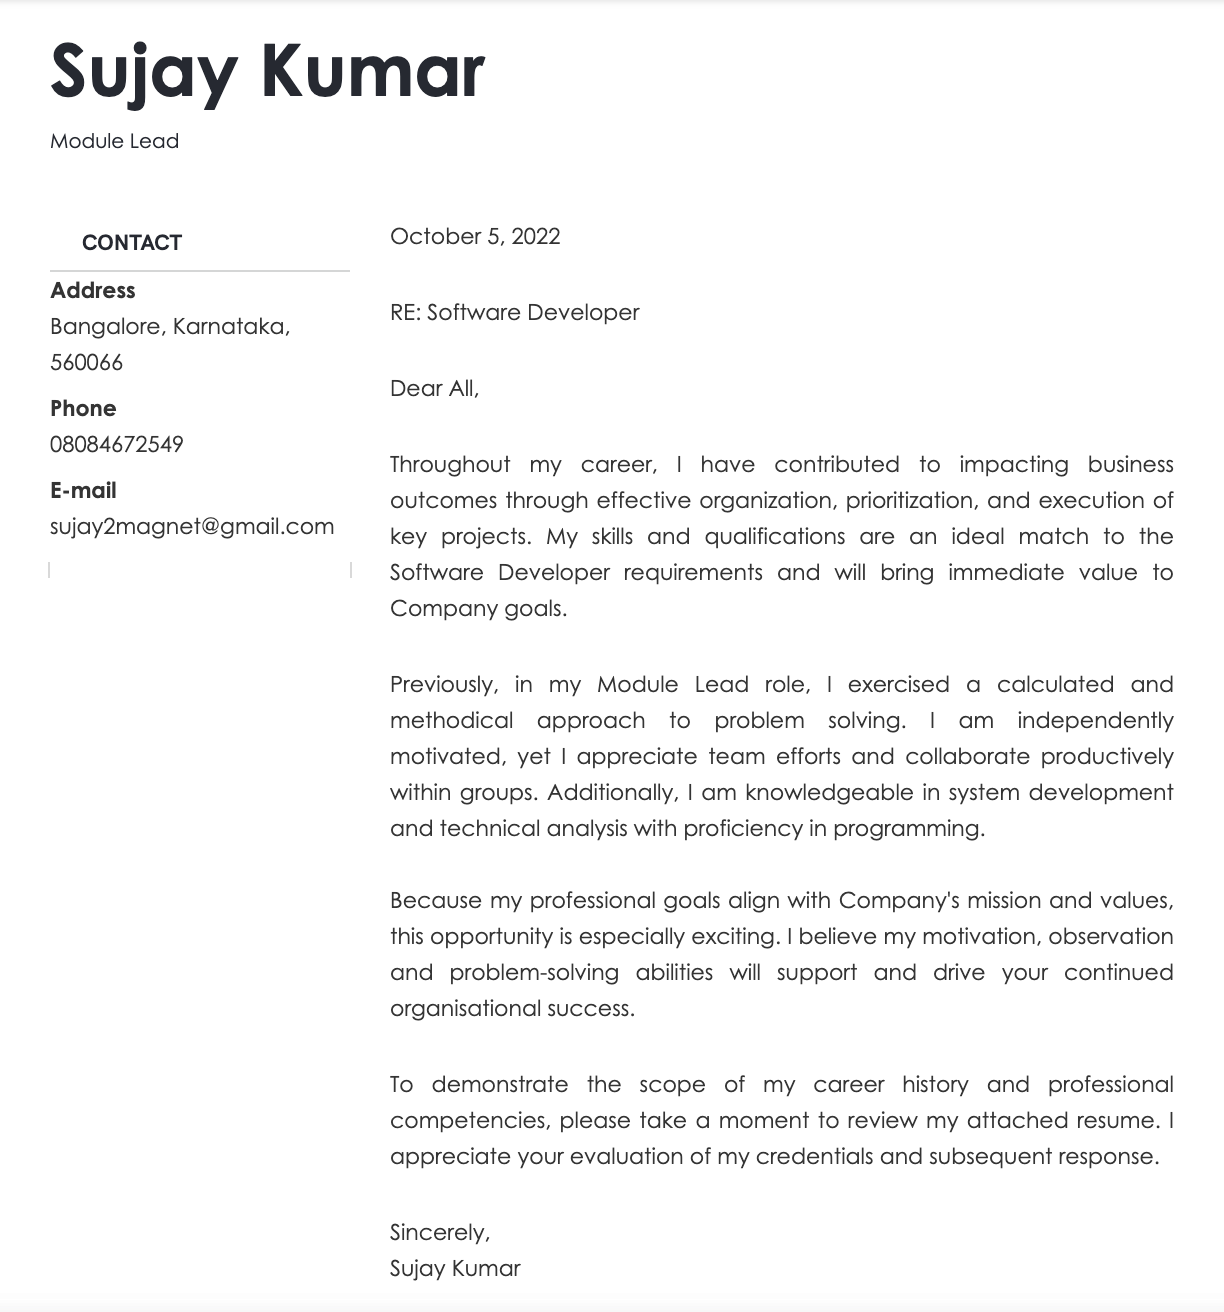 Sujay Kumar
Module Lead
CONTACT
Address
Bangalore, Karnataka,
560066
Phone
08084672549
E-mail
sujay2magnet@gmail.com
October 5, 2022
RE: Software Developer
Dear All,
Throughout my career, I have contributed to impacting business
outcomes through effective organization, prioritization, and execution of
key projects. My skills and qualifications are an ideal match to the
Software Developer requirements and will bring immediate value to
Company goals.
Previously, in my Module Lead role, I exercised a calculated and
methodical approach to problem solving. I am independently
motivated, yet I appreciate team efforts and collaborate productively
within groups. Additionally, I am knowledgeable in system development
and technical analysis with proficiency in programming.
Because my professional goals align with Company's mission and values,
this opportunity is especially exciting. I believe my motivation, observation
and problem-solving abilities will support and drive your continued
organisational success.
To demonstrate the scope of my career history and professional
competencies, please take a moment to review my attached resume. I
appreciate your evaluation of my credentials and subsequent response.
Sincerely,
Sujay Kumar